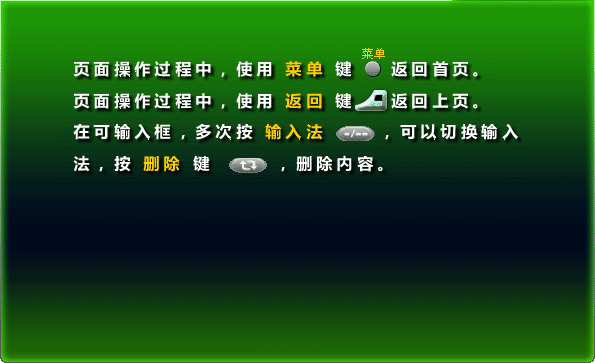 菜单
页面操作过程中，使用 菜单 键 返回首页。
页面操作过程中，使用 返回 键 返回上页。
在可输入框，多次按 输入法 -/-- ，可以切换输入
法，按 删除 键 ，删除内容。